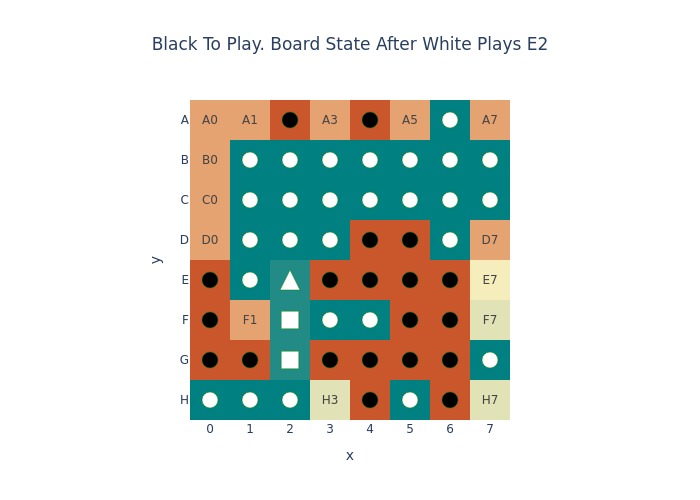 Black To Play. Board State After White Plays E2
A A0 A1 A3 A5 A7
B B0
C C0
D D0 D7
E E7
F F1 F7
G
H H3 H7
0 1 2 3 4 5 6 7
x
y